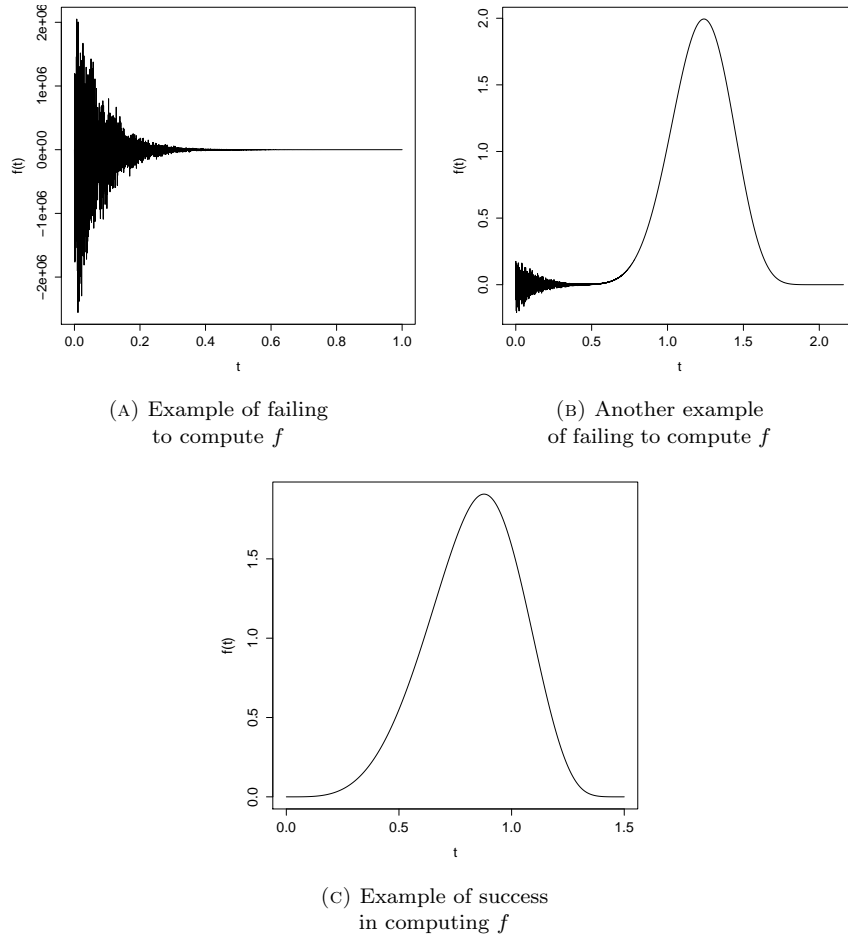 2e+06
1e+06
0e+00
−1e+06
−2e+06
f(t)
0.0 0.2 0.4 0.6 0.8 1.0
t
(A) Example of failing
to compute f
2.0
1.5
1.0
0.5
0.0
f(t)
0.0 0.5 1.0 1.5 2.0
t
(B) Another example
of failing to compute f
1.5
1.0
0.5
0.0
f(t)
0.0 0.5 1.0 1.5
t
(C) Example of success
in computing f